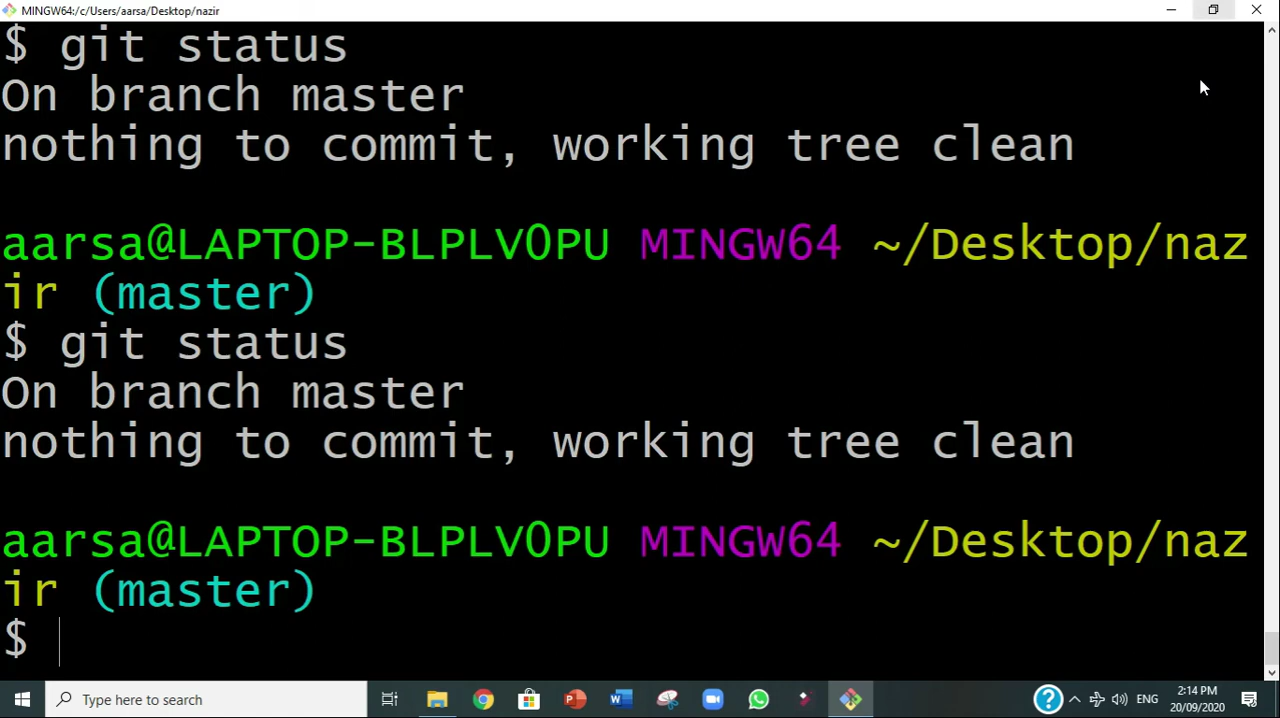 MINGW64:/c/Users/aarsa/Desktop/nazir
$ git status
On branch master
nothing to commit, working tree clean
aarsa@LAPTOP-BLPLV0PU MINGW64 ~/Desktop/naz
ir (master)
$ git status
On branch master
nothing to commit, working tree clean
aarsa@LAPTOP-BLPLV0PU MINGW64 ~/Desktop/naz
ir (master)
$
Type here to search
ENG
2:14 PM
20/09/2020